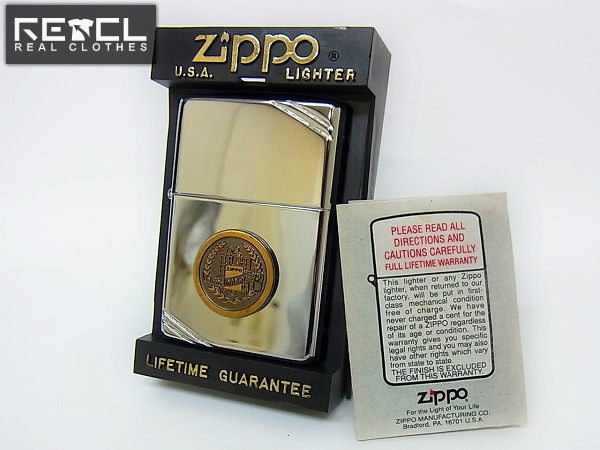 RECL
REAL CLOTHES
Zippo ®
U.S.A. LIGHTER
ZIPPO
LIFETIME GUARANTEE
PLEASE READ ALL
DIRECTIONS AND
CAUTIONS CAREFULLY
FULL LIFETIME WARRANTY
This lighter or any Zippo
lighter, when returned to our
factory, will be put in first-
class mechanical condition
free of charge. We have
never charged a cent for the
repair of a ZIPPO regardless
of its age or condition. This
warranty gives you specific
legal rights and you may also
have other rights which vary
from state to state.
THE FINISH IS EXCLUDED
FROM THIS WARRANTY.
Zippo
For the Light of Your Life
ZIPPO MANUFACTURING CO.
Bradford, PA. 16701 U.S.A.